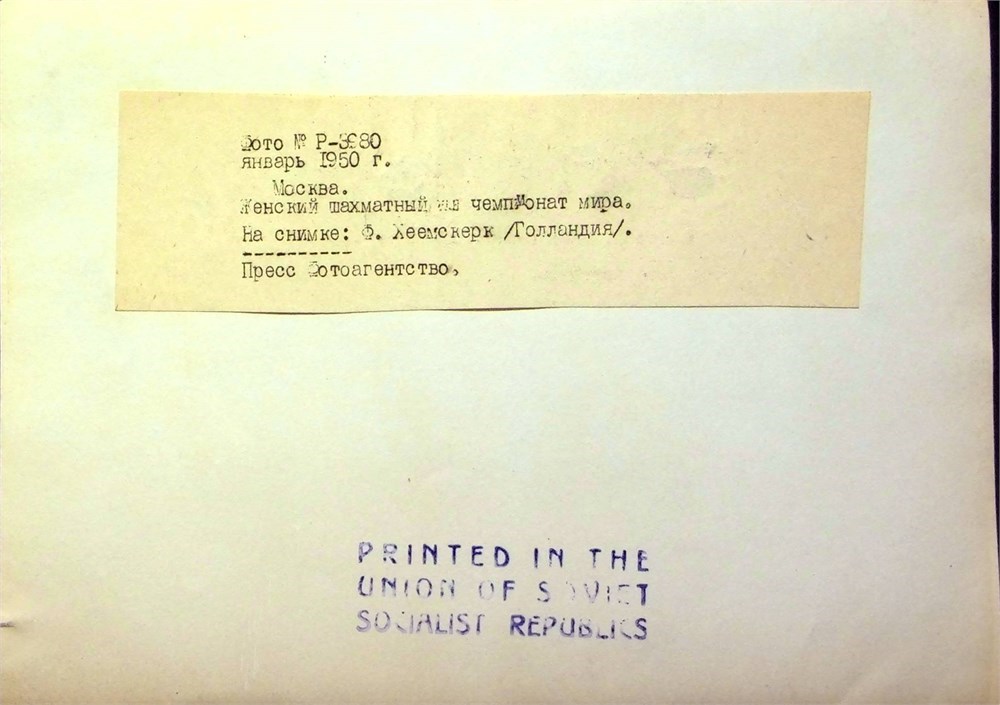 Фото № Р-3980
январь 1950 г.
Москва.
Женский шахматный чемпионат мира.
На снимке: Ф. Хеемскерк /Голландия/.
----------
Пресс Фотоагентство.
PRINTED IN THE
UNION OF SOVIET
SOCIALIST REPUBLICS